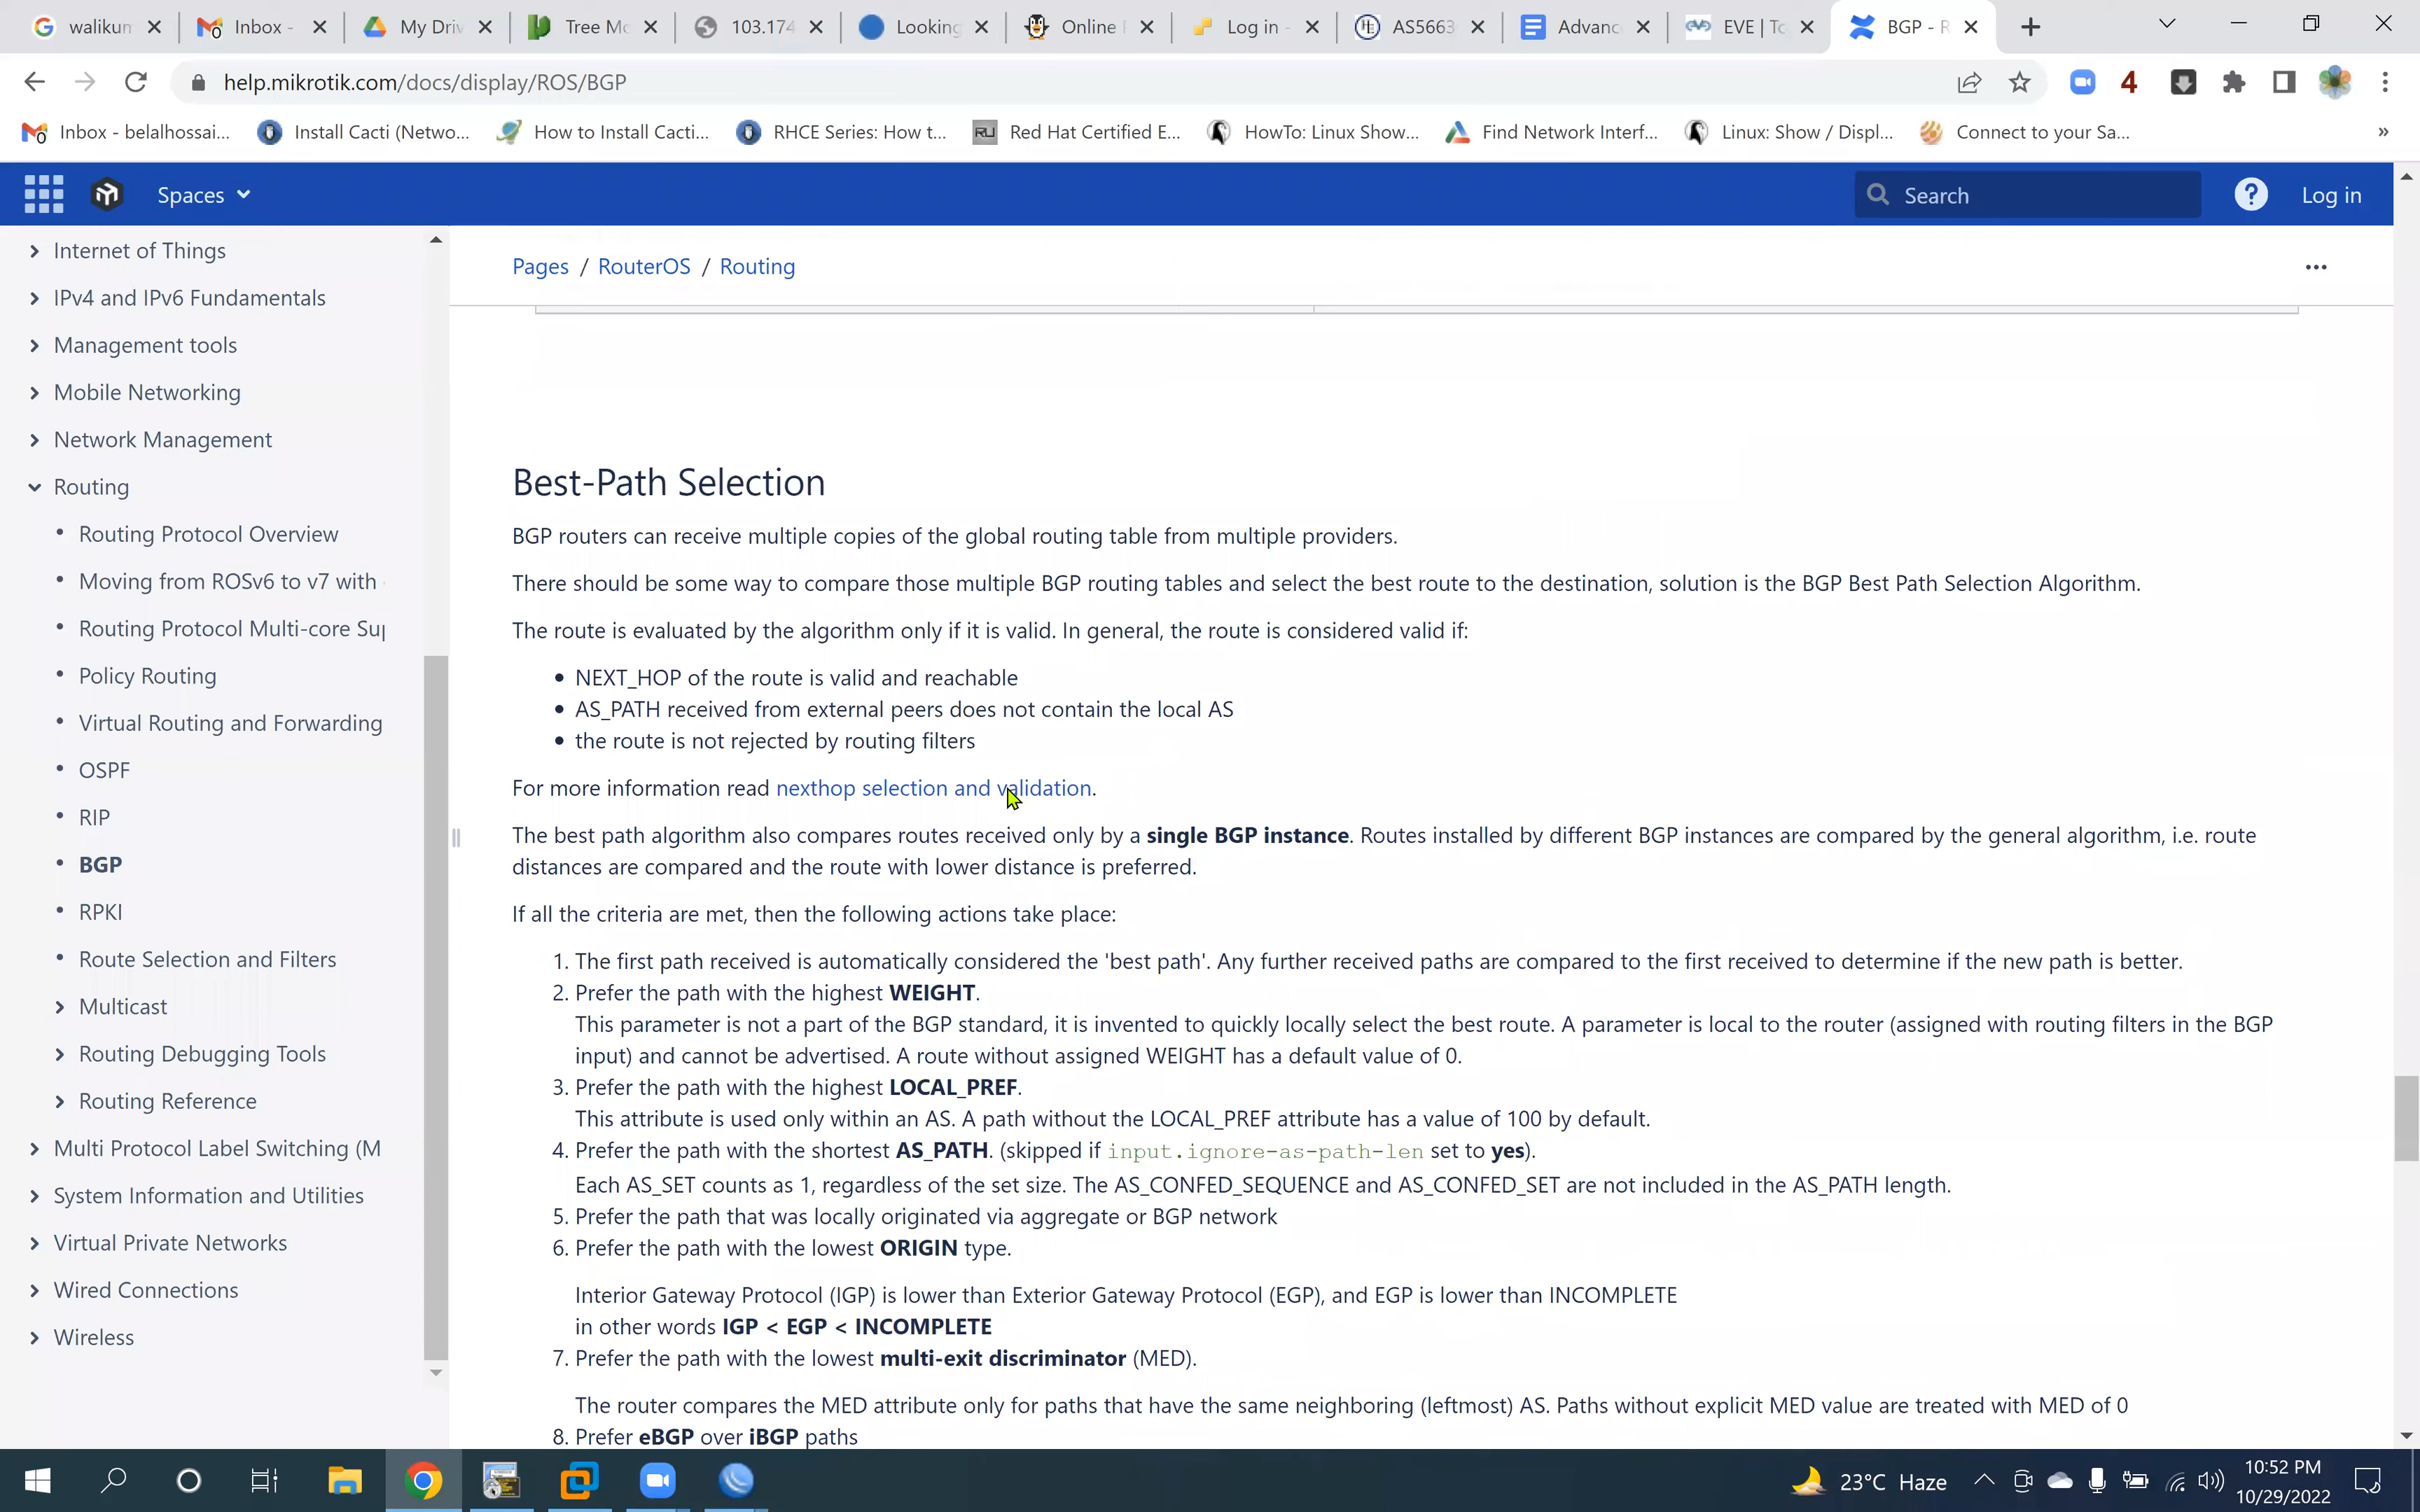 walikun
Inbox -
My Driv
Tree Mo
103.174
Looking
Online
Log in -
AS5663
Advanc
EVE | To
BGP - R
help.mikrotik.com/docs/display/ROS/BGP
4
Inbox - belalhossai...
Install Cacti (Netwo...
How to Install Cacti...
RHCE Series: How t...
RU
Red Hat Certified E...
HowTo: Linux Show...
Find Network Interf...
Linux: Show / Displ...
Connect to your Sa...
»
Spaces
Search
Log in
Internet of Things
IPv4 and IPv6 Fundamentals
Management tools
Mobile Networking
Network Management
Routing
Routing Protocol Overview
Moving from ROSv6 to v7 with
Routing Protocol Multi-core Su
Policy Routing
Virtual Routing and Forwarding
OSPF
RIP
BGP
RPKI
Route Selection and Filters
Multicast
Routing Debugging Tools
Routing Reference
Multi Protocol Label Switching (M
System Information and Utilities
Virtual Private Networks
Wired Connections
Wireless
Pages / RouterOS / Routing
Best-Path Selection
BGP routers can receive multiple copies of the global routing table from multiple providers.
There should be some way to compare those multiple BGP routing tables and select the best route to the destination, solution is the BGP Best Path Selection Algorithm.
The route is evaluated by the algorithm only if it is valid. In general, the route is considered valid if:
• NEXT_HOP of the route is valid and reachable
• AS_PATH received from external peers does not contain the local AS
• the route is not rejected by routing filters
For more information read nexthop selection and validation.
The best path algorithm also compares routes received only by a single BGP instance. Routes installed by different BGP instances are compared by the general algorithm, i.e. route
distances are compared and the route with lower distance is preferred.
If all the criteria are met, then the following actions take place:
1. The first path received is automatically considered the 'best path'. Any further received paths are compared to the first received to determine if the new path is better.
2. Prefer the path with the highest WEIGHT.
This parameter is not a part of the BGP standard, it is invented to quickly locally select the best route. A parameter is local to the router (assigned with routing filters in the BGP
input) and cannot be advertised. A route without assigned WEIGHT has a default value of 0.
3. Prefer the path with the highest LOCAL_PREF.
This attribute is used only within an AS. A path without the LOCAL_PREF attribute has a value of 100 by default.
4. Prefer the path with the shortest AS_PATH. (skipped if input.ignore-as-path-len set to yes).
Each AS_SET counts as 1, regardless of the set size. The AS_CONFED_SEQUENCE and AS_CONFED_SET are not included in the AS_PATH length.
5. Prefer the path that was locally originated via aggregate or BGP network
6. Prefer the path with the lowest ORIGIN type.
Interior Gateway Protocol (IGP) is lower than Exterior Gateway Protocol (EGP), and EGP is lower than INCOMPLETE
in other words IGP < EGP < INCOMPLETE
7. Prefer the path with the lowest multi-exit discriminator (MED).
The router compares the MED attribute only for paths that have the same neighboring (leftmost) AS. Paths without explicit MED value are treated with MED of 0
8. Prefer eBGP over iBGP paths
23°C Haze
10:52 PM
10/29/2022